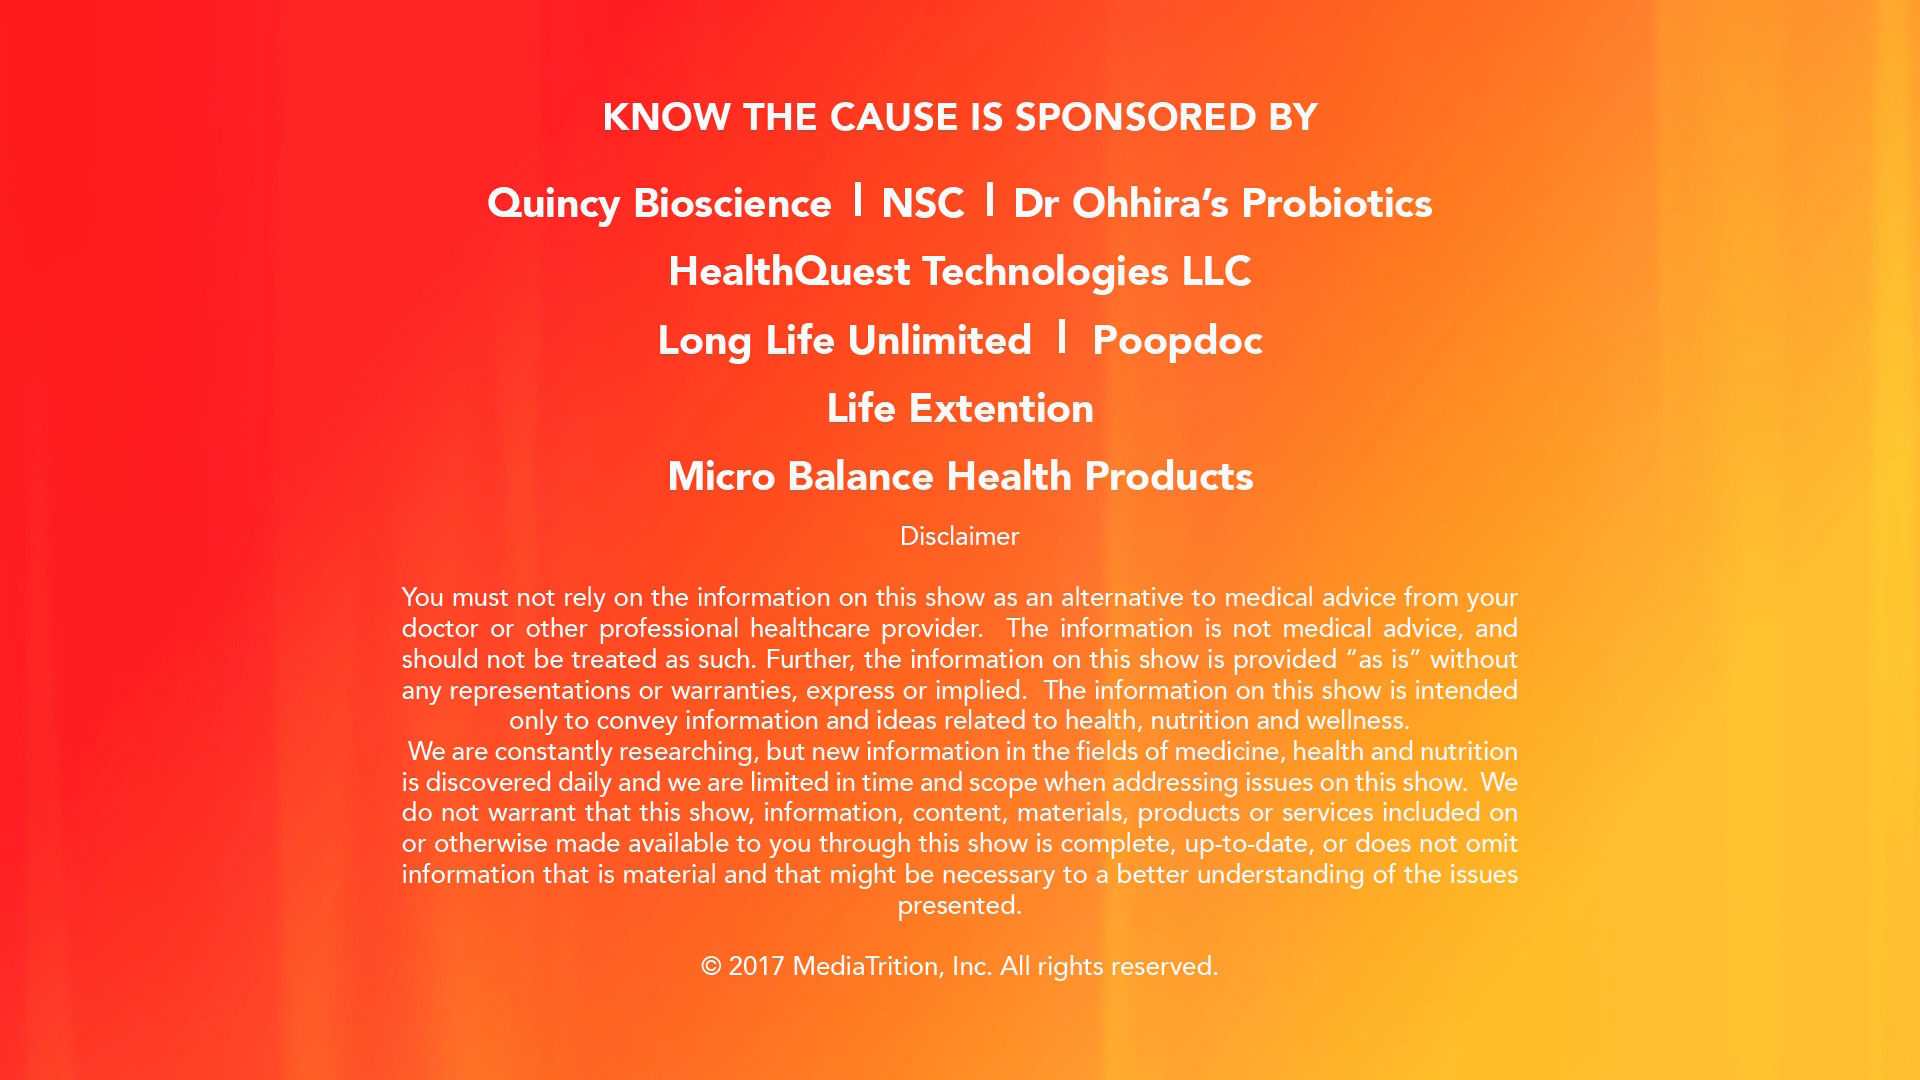 KNOW THE CAUSE IS SPONSORED BY
Quincy Bioscience | NSC | Dr Ohhira’s Probiotics
HealthQuest Technologies LLC
Long Life Unlimited | Poopdoc
Life Extention
Micro Balance Health Products
Disclaimer
You must not rely on the information on this show as an alternative to medical advice from your
doctor or other professional healthcare provider. The information is not medical advice, and
should not be treated as such. Further, the information on this show is provided “as is” without
any representations or warranties, express or implied. The information on this show is intended
only to convey information and ideas related to health, nutrition and wellness.
We are constantly researching, but new information in the fields of medicine, health and nutrition
is discovered daily and we are limited in time and scope when addressing issues on this show. We
do not warrant that this show, information, content, materials, products or services included on
or otherwise made available to you through this show is complete, up-to-date, or does not omit
information that is material and that might be necessary to a better understanding of the issues
presented.
© 2017 MediaTrition, Inc. All rights reserved.